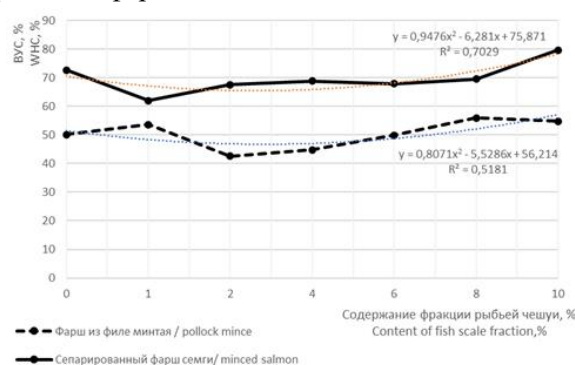 ВУС, %
WHC, %
90
80
70
60
50
40
30
20
10
0
y = 0,9476x² - 6,281x + 75,871
R² = 0,7029
y = 0,8071x² - 5,5286x + 56,214
R² = 0,5181
0 1 2 4 6 8 10
Содержание фракции рыбьей чешуи, %
Content of fish scale fraction,%
Фарш из филе минтая / pollock mince
Сепарированный фарш семги/ minced salmon